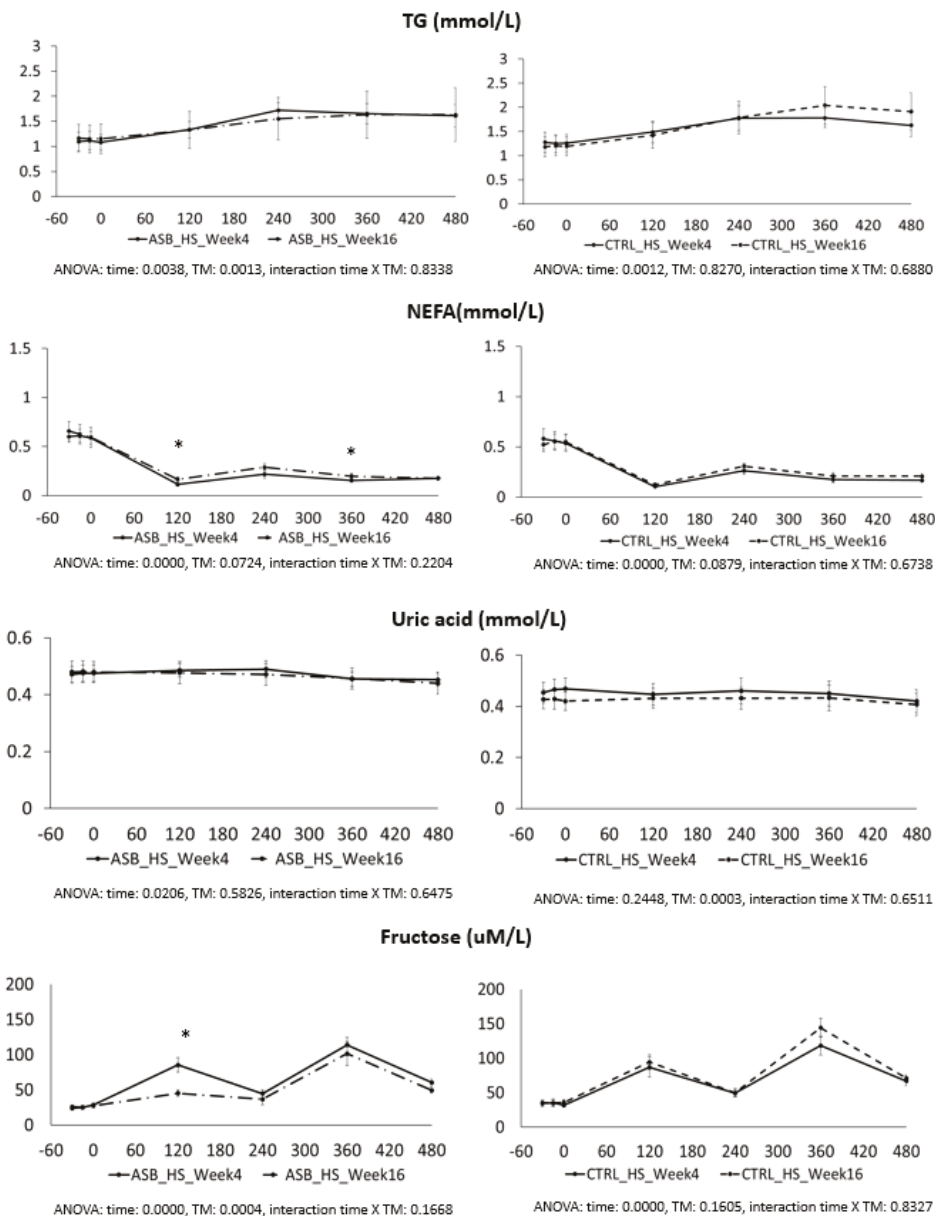 TG (mmol/L)
3
2.5
2
1.5
1
0.5
0
-60 0 60 120 180 240 300 360 420 480
ASB_HS_Week4 ASB_HS_Week16
ANOVA: time: 0.0038, TM: 0.0013, interaction time X TM: 0.8338
3
2.5
2
1.5
1
0.5
0
-60 0 60 120 180 240 300 360 420 480
CTRL_HS_Week4 CTRL_HS_Week16
ANOVA: time: 0.0012, TM: 0.8270, interaction time X TM: 0.6880
NEFA(mmol/L)
1.5
1
0.5
0
* *
-60 0 60 120 180 240 300 360 420 480
ASB_HS_Week4 ASB_HS_Week16
ANOVA: time: 0.0000, TM: 0.0724, interaction time X TM: 0.2204
1.5
1
0.5
0
-60 0 60 120 180 240 300 360 420 480
CTRL_HS_Week4 CTRL_HS_Week16
ANOVA: time: 0.0000, TM: 0.0879, interaction time X TM: 0.6738
Uric acid (mmol/L)
0.6
0.4
0.2
0
-60 0 60 120 180 240 300 360 420 480
ASB_HS_Week4 ASB_HS_Week16
ANOVA: time: 0.0206, TM: 0.5826, interaction time X TM: 0.6475
0.6
0.4
0.2
0
-60 0 60 120 180 240 300 360 420 480
CTRL_HS_Week4 CTRL_HS_Week16
ANOVA: time: 0.2448, TM: 0.0003, interaction time X TM: 0.6511
Fructose (uM/L)
200
150
100
50
0
*
-60 0 60 120 180 240 300 360 420 480
ASB_HS_Week4 ASB_HS_Week16
ANOVA: time: 0.0000, TM: 0.0004, interaction time X TM: 0.1668
200
150
100
50
0
-60 0 60 120 180 240 300 360 420 480
CTRL_HS_Week4 CTRL_HS_Week16
ANOVA: time: 0.0000, TM: 0.1605, interaction time X TM: 0.8327